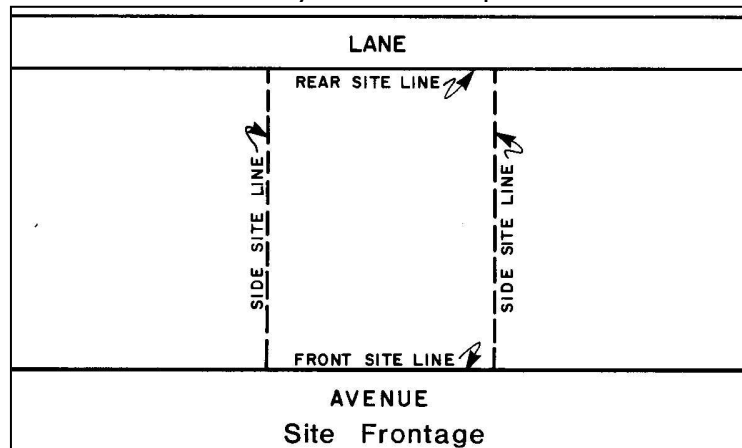 LANE
REAR SITE LINE
SIDE SITE LINE
SIDE SITE LINE
FRONT SITE LINE
AVENUE
Site Frontage